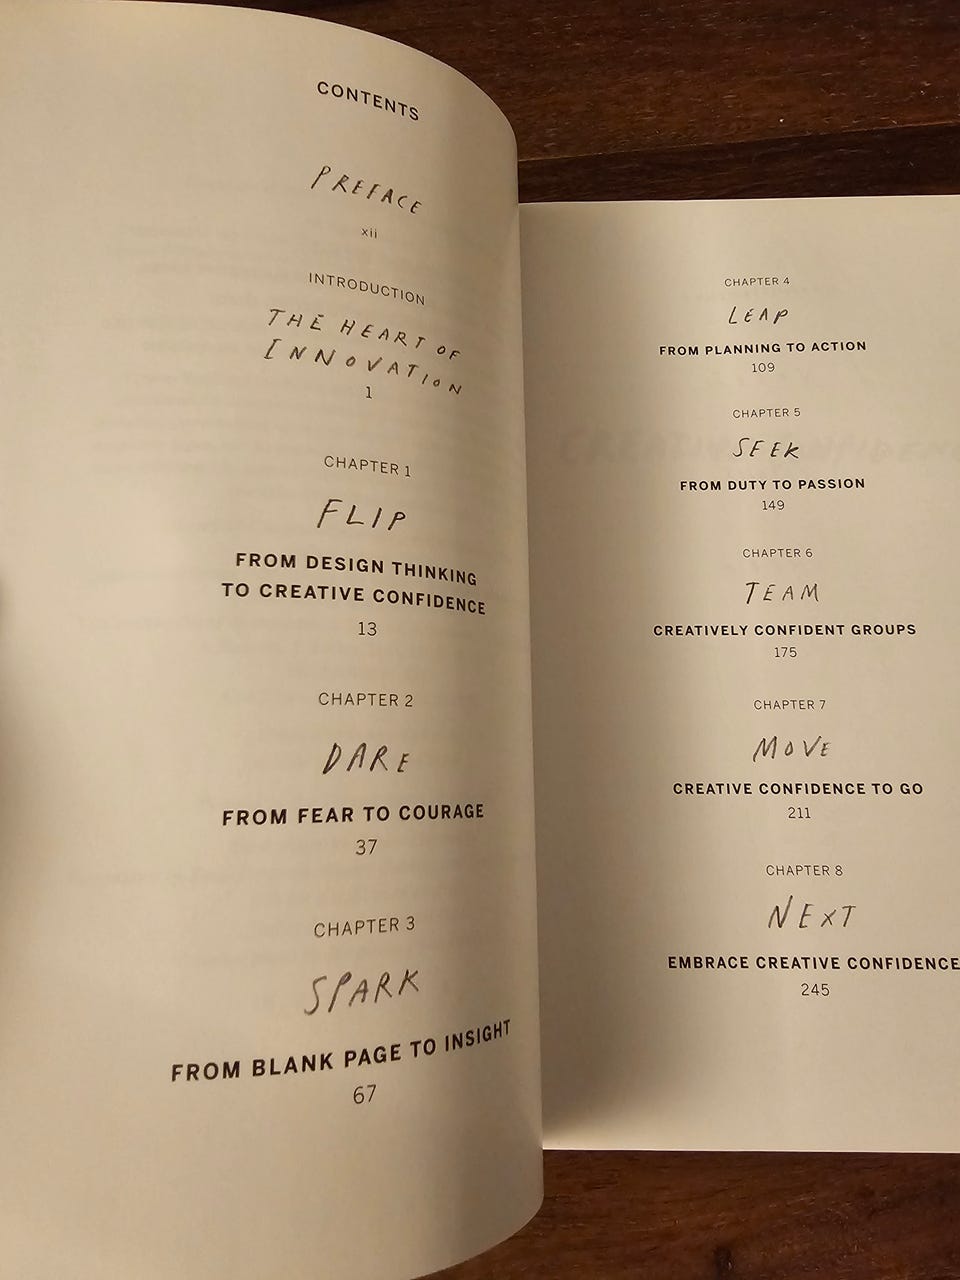 CONTENTS
PREFACE
xii
INTRODUCTION
THE HEART OF
INNOVATION
1
CHAPTER 1
FLIP
FROM DESIGN THINKING
TO CREATIVE CONFIDENCE
13
CHAPTER 2
DARE
FROM FEAR TO COURAGE
37
CHAPTER 3
SPARK
FROM BLANK PAGE TO INSIGHT
67
CHAPTER 4
LEAP
FROM PLANNING TO ACTION
109
CHAPTER 5
SEEK
FROM DUTY TO PASSION
149
CHAPTER 6
TEAM
CREATIVELY CONFIDENT GROUPS
175
CHAPTER 7
MOVE
CREATIVE CONFIDENCE TO GO
211
CHAPTER 8
NEXT
EMBRACE CREATIVE CONFIDENCE
245